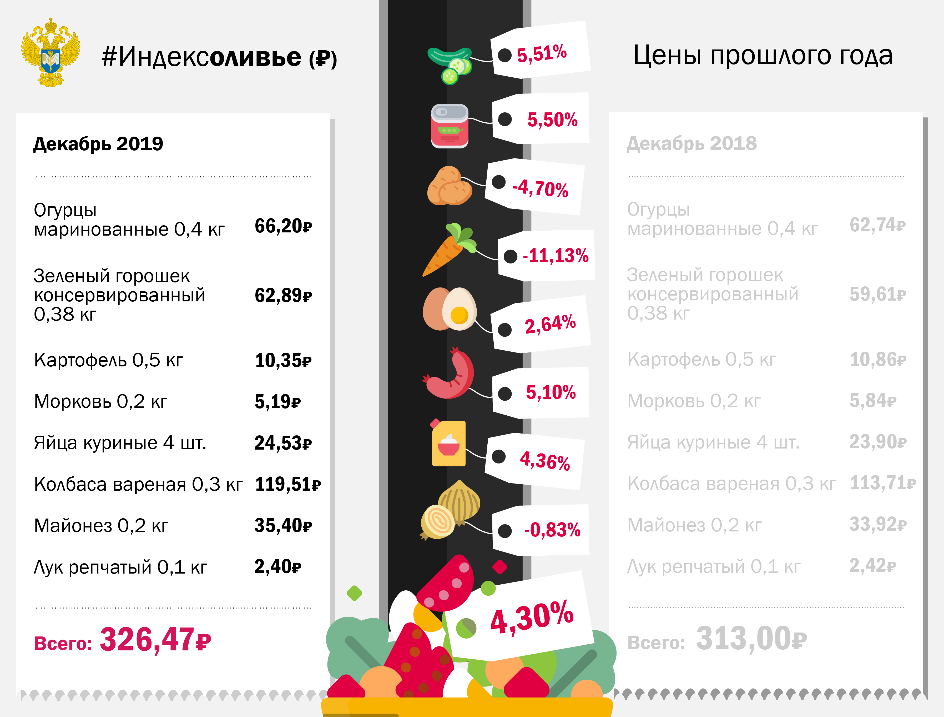 #Индексоливье (₽)
Декабрь 2019
Огурцы
маринованные 0,4 кг 66,20₽
Зеленый горошек
консервированный 62,89₽
0,38 кг
Картофель 0,5 кг 10,35₽
Морковь 0,2 кг 5,19₽
Яйца куриные 4 шт. 24,53₽
Колбаса вареная 0,3 кг 119,51₽
Майонез 0,2 кг 35,40₽
Лук репчатый 0,1 кг 2,40₽
Всего: 326,47₽
5,51%
5,50%
-4,70%
-11,13%
2,64%
5,10%
4,36%
-0,83%
4,30%
Цены прошлого года
Декабрь 2018
Огурцы
маринованные 0,4 кг 62,74₽
Зеленый горошек
консервированный 59,61₽
0,38 кг
Картофель 0,5 кг 10,86₽
Морковь 0,2 кг 5,84₽
Яйца куриные 4 шт. 23,90₽
Колбаса вареная 0,3 кг 113,71₽
Майонез 0,2 кг 33,92₽
Лук репчатый 0,1 кг 2,42₽
Всего: 313,00₽